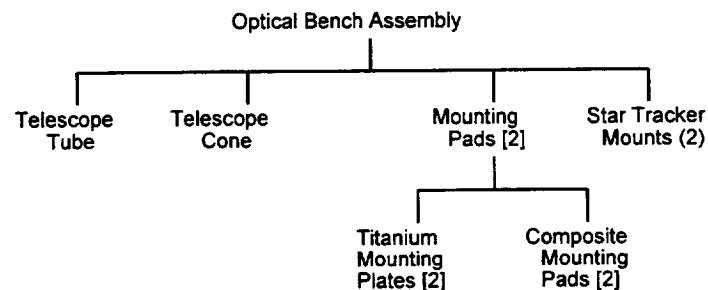 Optical Bench Assembly
Telescope
Tube
Telescope
Cone
Mounting
Pads [2]
Star Tracker
Mounts (2)
Titanium
Mounting
Plates [2]
Composite
Mounting
Pads [2]